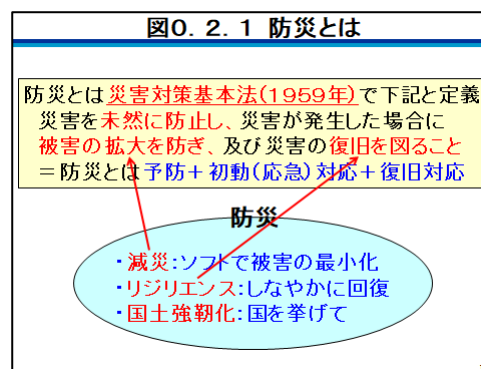 図0．2．1 防災とは
防災とは災害対策基本法(1959年)で下記と定義
災害を未然に防止し、災害が発生した場合に
被害の拡大を防ぎ、及び災害の復旧を図ること
＝防災とは予防＋初動(応急)対応＋復旧対応
防災
・減災:ソフトで被害の最小化
・リジリエンス:しなやかに回復
・国土強靭化:国を挙げて